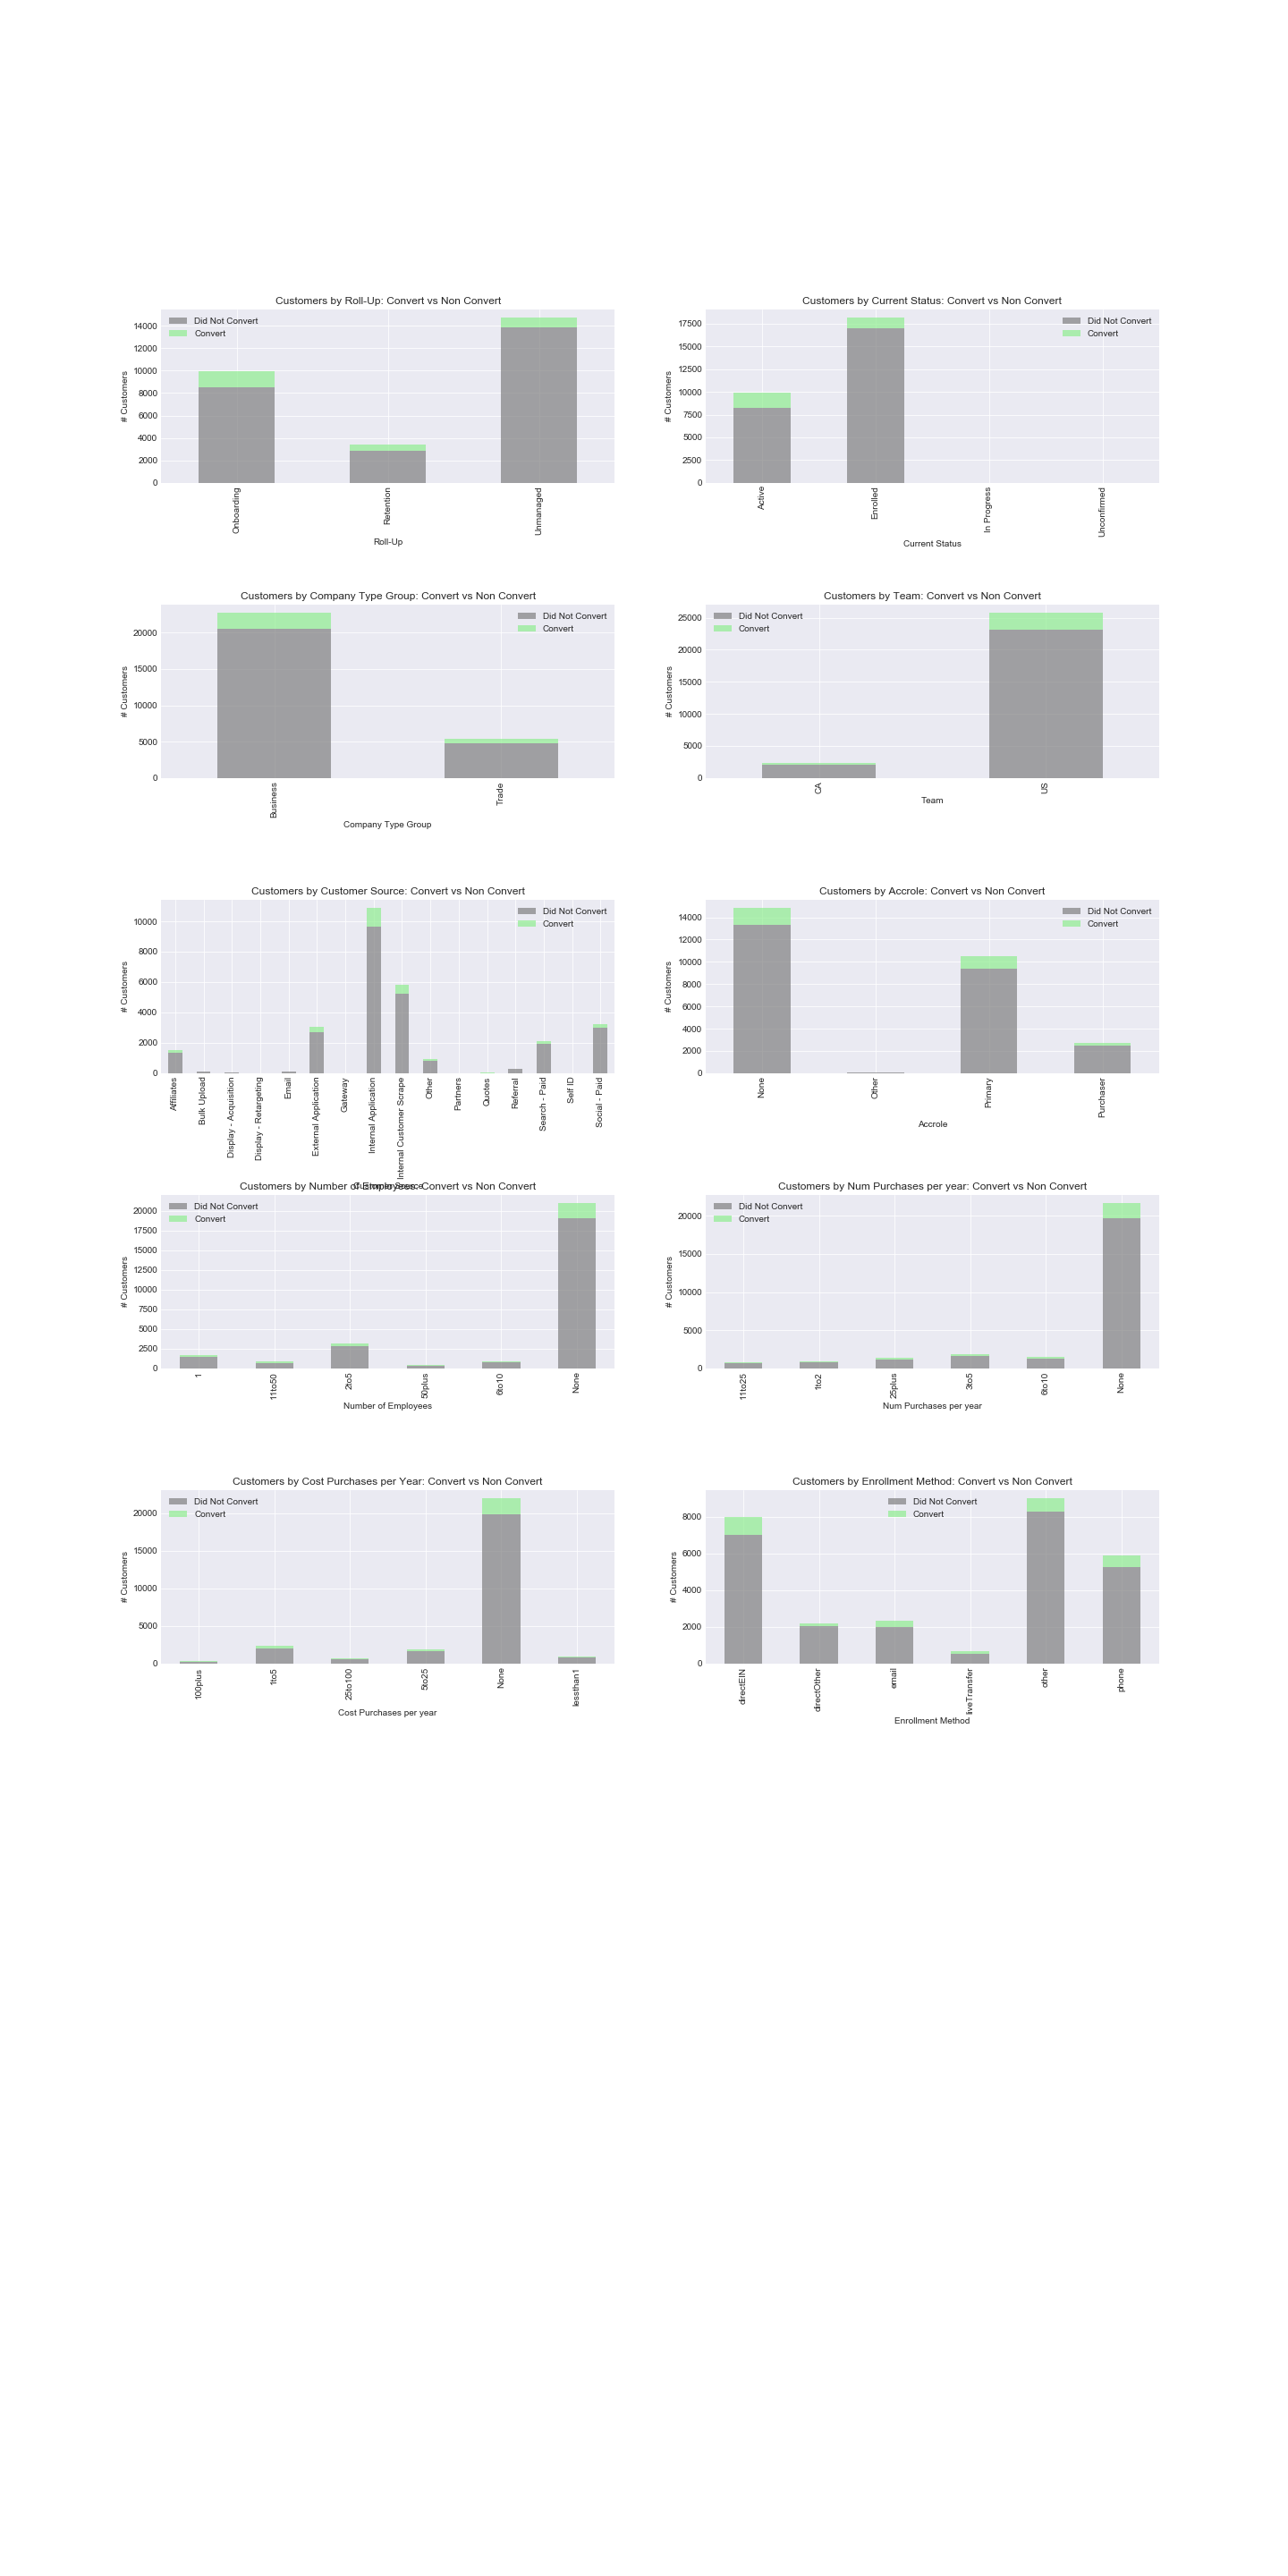 Customers by Roll-Up: Convert vs Non Convert
Did Not Convert
Convert
14000
12000
10000
8000
6000
4000
2000
0
# Customers
Onboarding
Retention
Unmanaged
Roll-Up
Customers by Current Status: Convert vs Non Convert
Did Not Convert
Convert
17500
15000
12500
10000
7500
5000
2500
0
# Customers
Active
Enrolled
In Progress
Unconfirmed
Current Status
Customers by Company Type Group: Convert vs Non Convert
Did Not Convert
Convert
20000
15000
10000
5000
0
# Customers
Business
Trade
Company Type Group
Customers by Team: Convert vs Non Convert
Did Not Convert
Convert
25000
20000
15000
10000
5000
0
# Customers
CA
US
Team
Customers by Customer Source: Convert vs Non Convert
Did Not Convert
Convert
10000
8000
6000
4000
2000
0
# Customers
Affiliates
Bulk Upload
Display - Acquisition
Display - Retargeting
Email
External Application
Gateway
Internal Application
Internal Customer Scrape
Other
Partners
Quotes
Referral
Search - Paid
Self ID
Social - Paid
Customer Source
Customers by Accrole: Convert vs Non Convert
Did Not Convert
Convert
14000
12000
10000
8000
6000
4000
2000
0
# Customers
None
Other
Primary
Purchaser
Accrole
Customers by Number of Employees: Convert vs Non Convert
Did Not Convert
Convert
20000
17500
15000
12500
10000
7500
5000
2500
0
# Customers
1
11to50
2to5
50plus
6to10
None
Number of Employees
Customers by Num Purchases per year: Convert vs Non Convert
Did Not Convert
Convert
20000
15000
10000
5000
0
# Customers
11to25
1to2
25plus
3to5
6to10
None
Num Purchases per year
Customers by Cost Purchases per Year: Convert vs Non Convert
Did Not Convert
Convert
20000
15000
10000
5000
0
# Customers
100plus
1to5
25to100
5to25
None
lessthan1
Cost Purchases per year
Customers by Enrollment Method: Convert vs Non Convert
Did Not Convert
Convert
8000
6000
4000
2000
0
# Customers
directEIN
directOther
email
liveTransfer
other
phone
Enrollment Method